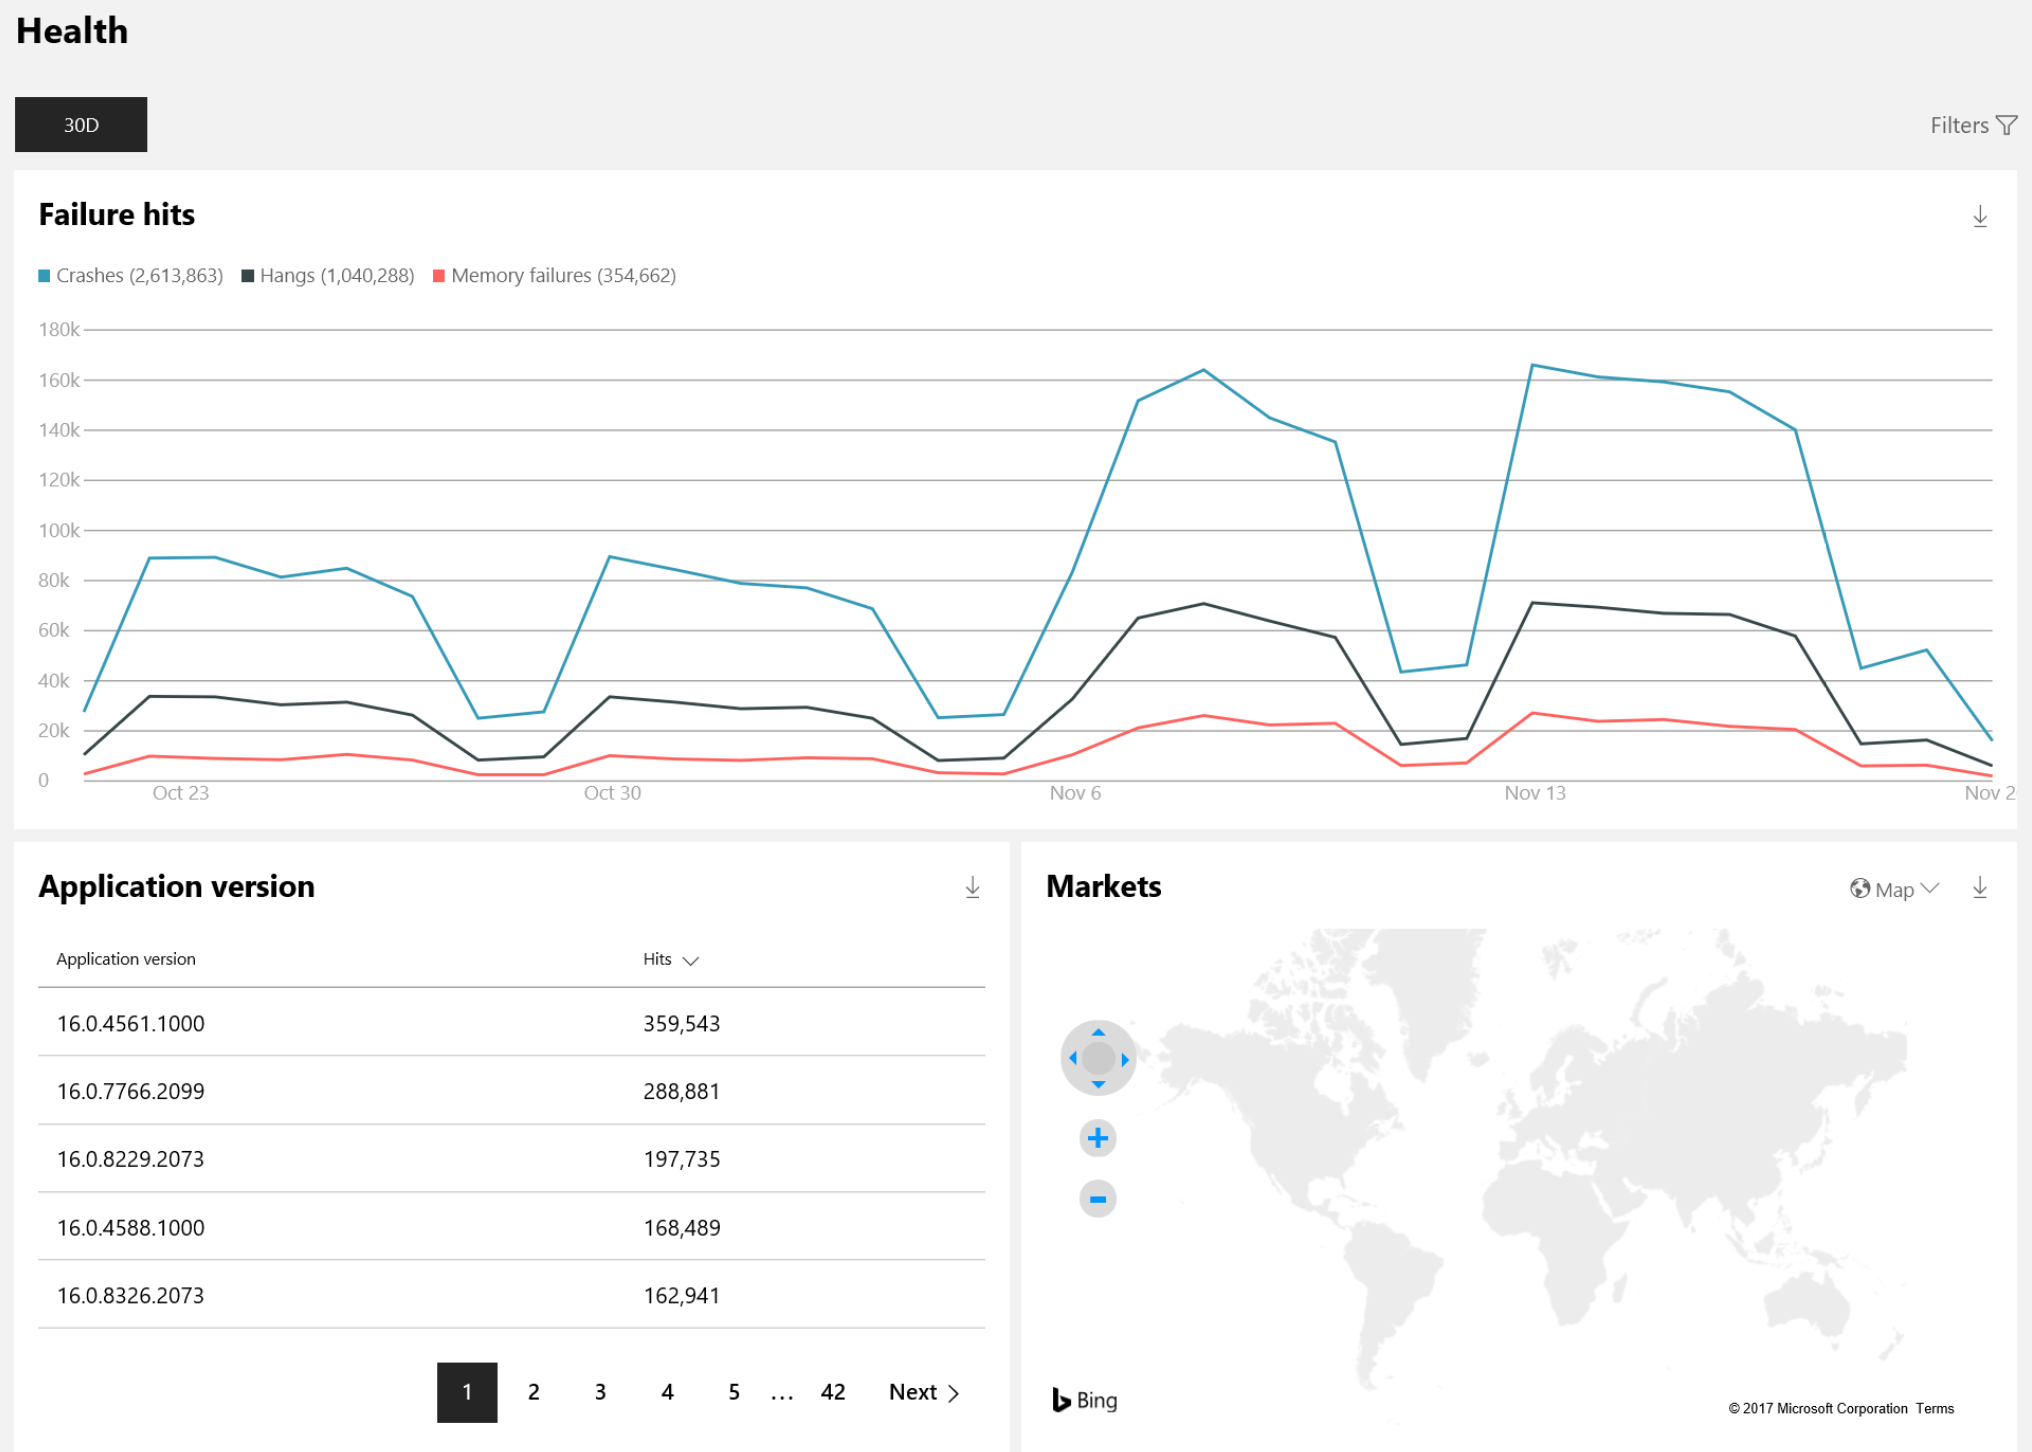 Health
30D
Filters
Failure hits
Crashes (2,613,863) Hangs (1,040,288) Memory failures (354,662)
180k
160k
140k
120k
100k
80k
60k
40k
20k
0
Oct 23 Oct 30 Nov 6 Nov 13 Nov 2
Application version
Application version Hits
16.0.4561.1000 359,543
16.0.7766.2099 288,881
16.0.8229.2073 197,735
16.0.4588.1000 168,489
16.0.8326.2073 162,941
1 2 3 4 5 ... 42 Next
Markets
Map
Bing
© 2017 Microsoft Corporation Terms